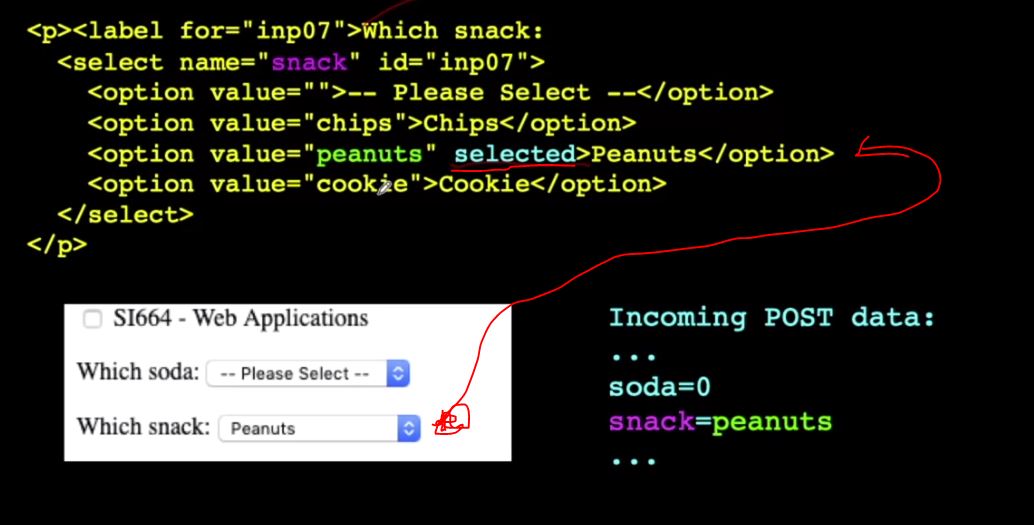 <p><label for="inp07">Which snack:
<select name="snack" id="inp07">
<option value="">-- Please Select --</option>
<option value="chips">Chips</option>
<option value="peanuts" selected>Peanuts</option>
<option value="cookie">Cookie</option>
</select>
</p>
SI664 - Web Applications
Which soda: -- Please Select --
Which snack: Peanuts
Incoming POST data:
...
soda=0
snack=peanuts
...